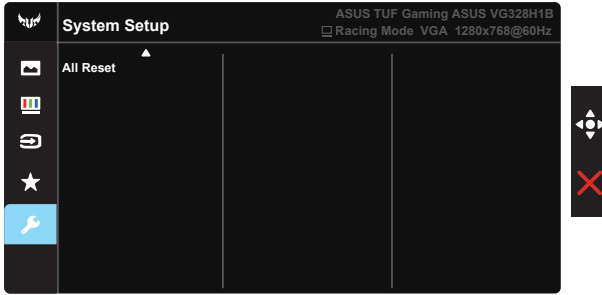 System Setup
ASUS TUF Gaming ASUS VG328H1B
Racing Mode VGA 1280x768@60Hz
All Reset